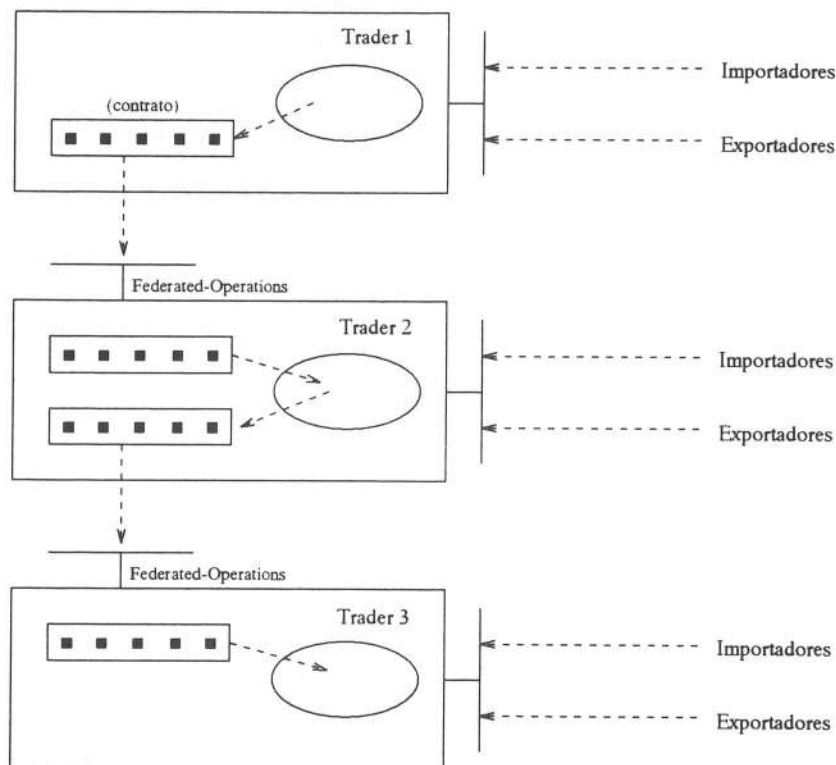 Trader 1
Importadores
(contrato)
Exportadores
Federated-Operations
Trader 2
Importadores
Exportadores
Federated-Operations
Trader 3
Importadores
Exportadores